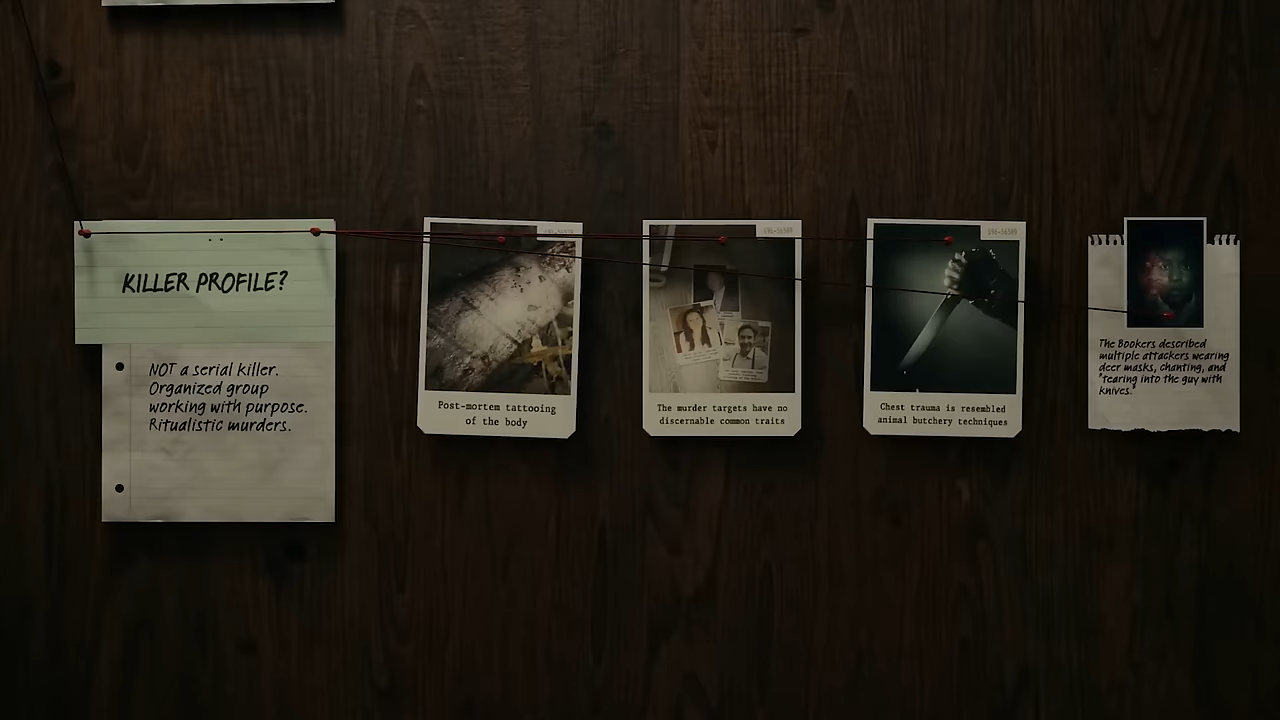 KILLER PROFILE?
NOT a serial killer.
Organized group
working with purpose.
Ritualistic murders.
Post-mortem tattooing
of the body
The murder targets have no
discernable common traits
Chest trauma is resembled
animal butchery techniques
The Bookers described
multiple attackers wearing
deer masks, chanting, and
"tearing into the guy with
knives."